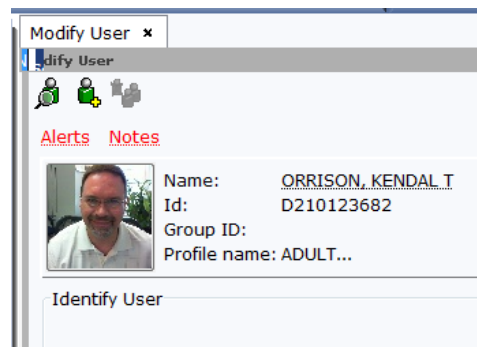 Modify User ×
dify User
Alerts Notes
Name: ORRISON, KENDAL T
Id: D210123682
Group ID:
Profile name: ADULT...
Identify User